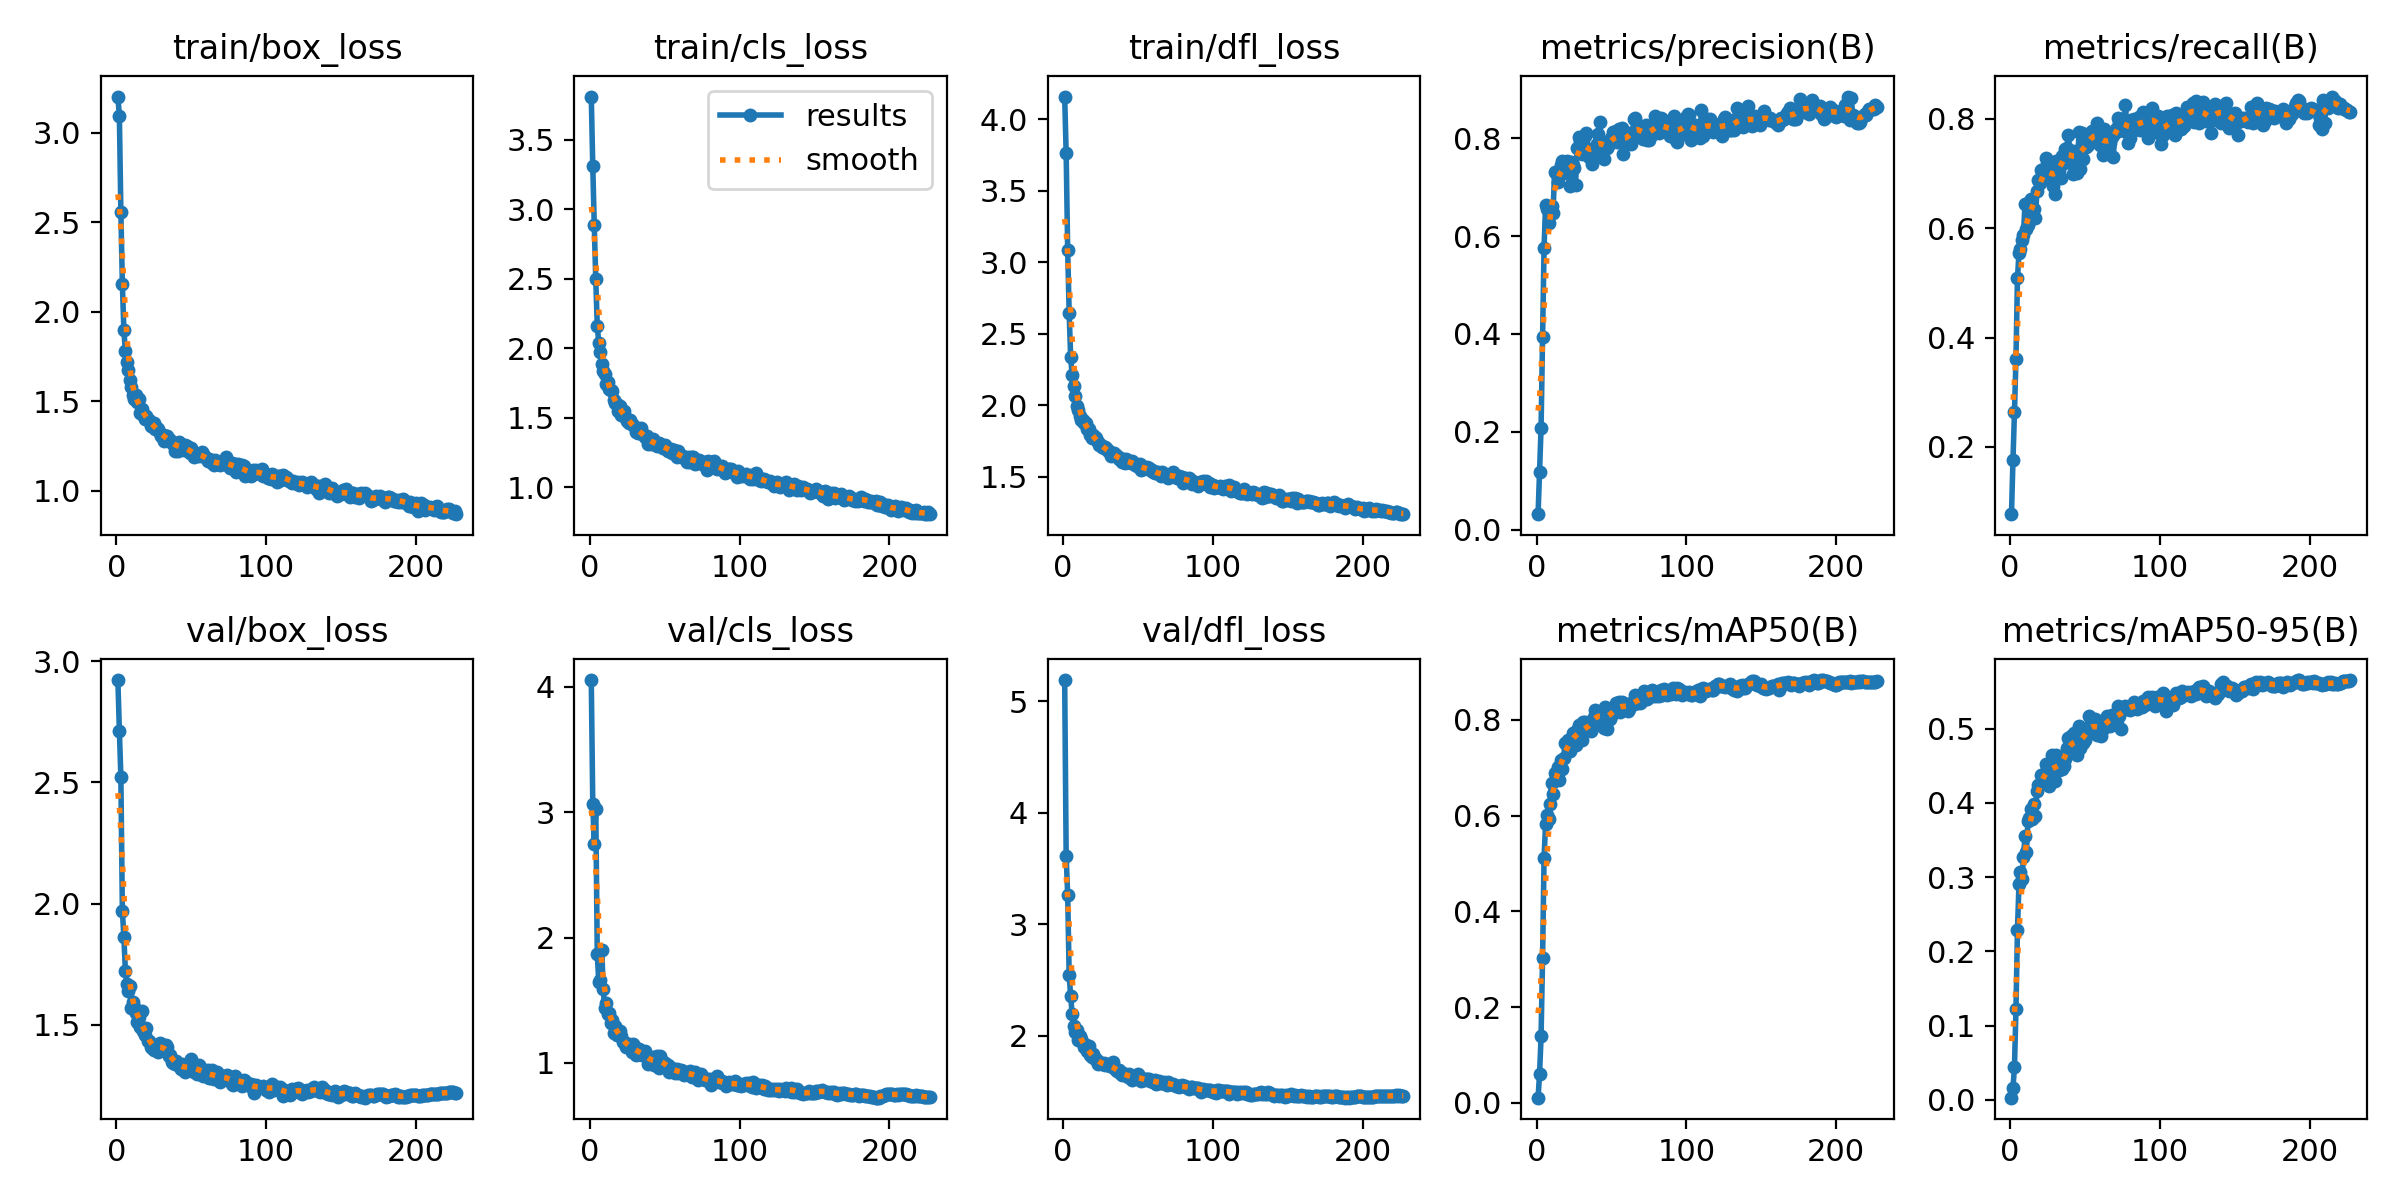 train/box_loss
3.0
2.5
2.0
1.5
1.0
0 100 200
train/cls_loss
results
smooth
3.5
3.0
2.5
2.0
1.5
1.0
0 100 200
train/dfl_loss
4.0
3.5
3.0
2.5
2.0
1.5
0 100 200
metrics/precision(B)
0.8
0.6
0.4
0.2
0.0
0 100 200
metrics/recall(B)
0.8
0.6
0.4
0.2
0 100 200
val/box_loss
3.0
2.5
2.0
1.5
0 100 200
val/cls_loss
4
3
2
1
0 100 200
val/dfl_loss
5
4
3
2
0 100 200
metrics/mAP50(B)
0.8
0.6
0.4
0.2
0.0
0 100 200
metrics/mAP50-95(B)
0.5
0.4
0.3
0.2
0.1
0.0
0 100 200